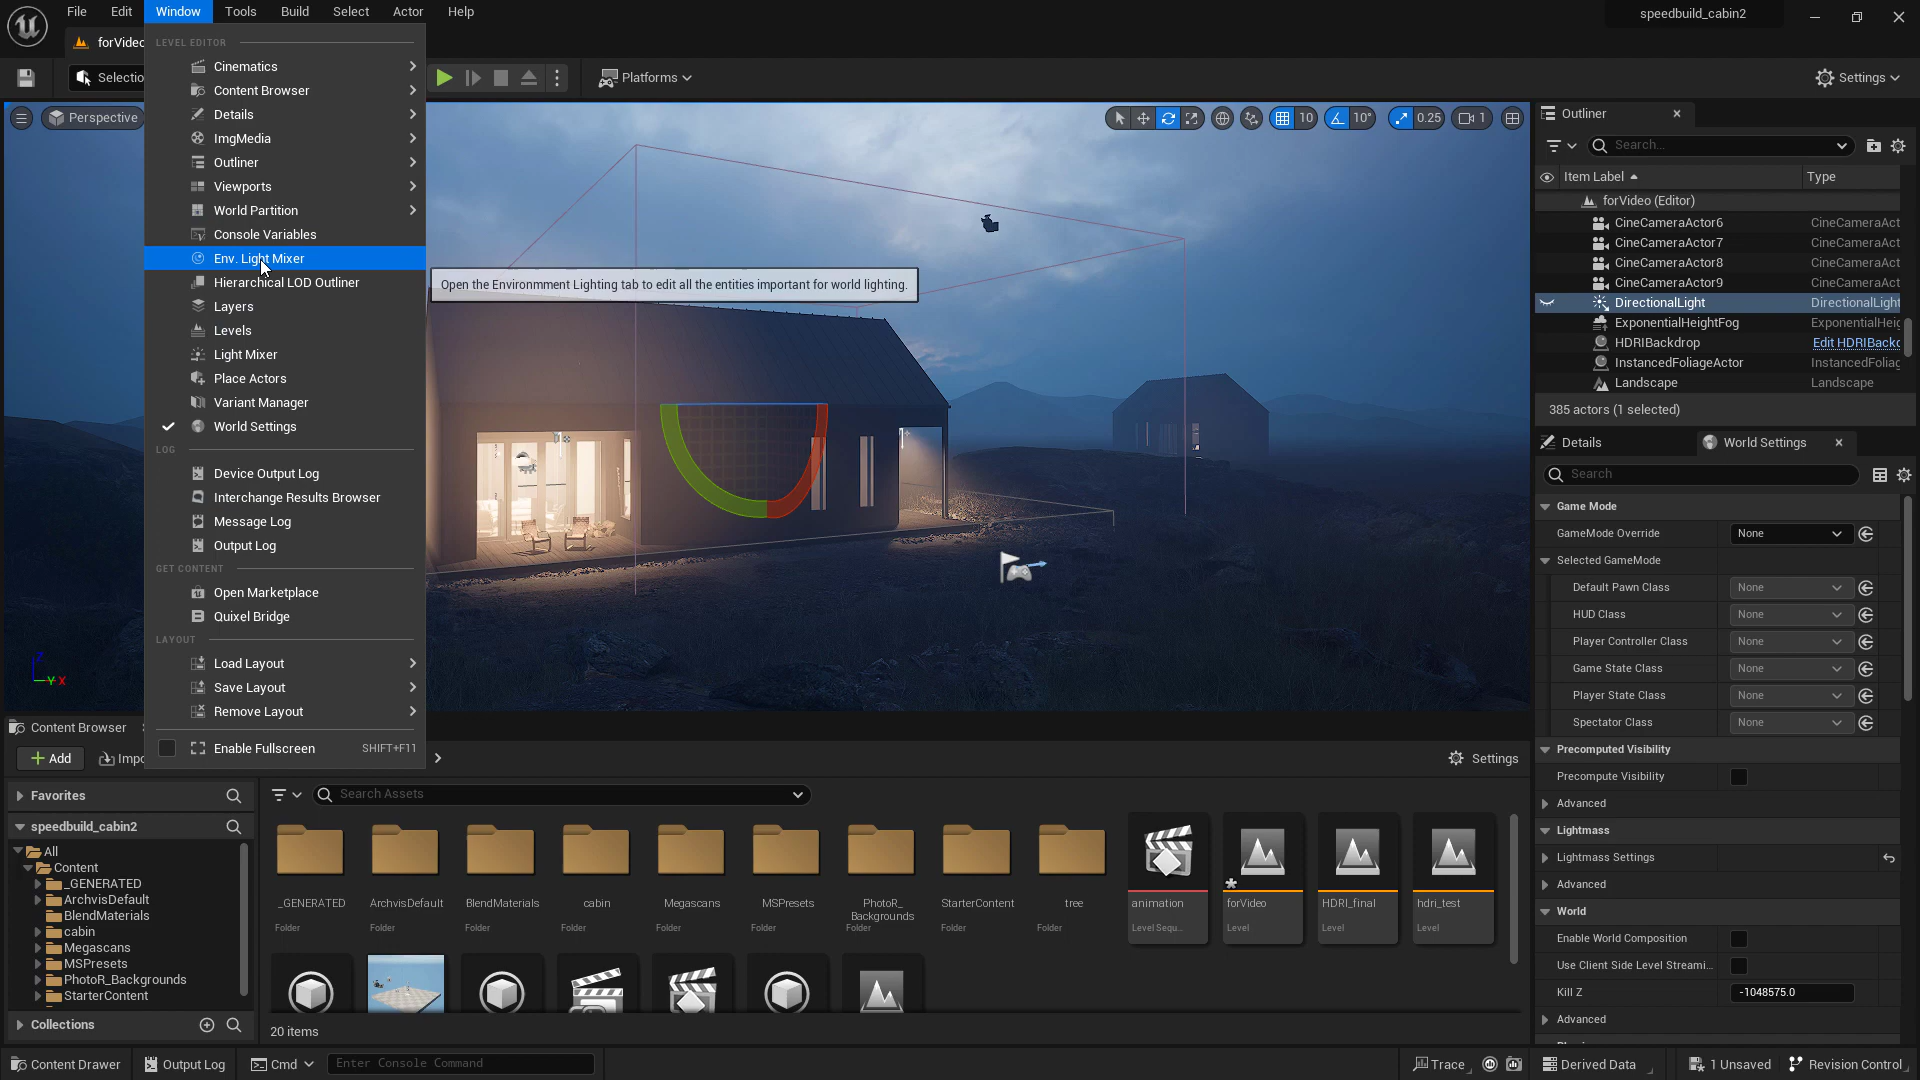 File Edit Window Tools Build Select Actor Help
speedbuild_cabin2
forVideo
Selectio
Platforms
Settings
LEVEL EDITOR
Cinematics
Content Browser
Details
ImgMedia
Outliner
Viewports
World Partition
Console Variables
Env. Light Mixer
Hierarchical LOD Outliner
Layers
Levels
Light Mixer
Place Actors
Variant Manager
World Settings
LOG
Device Output Log
Interchange Results Browser
Message Log
Output Log
GET CONTENT
Open Marketplace
Quixel Bridge
LAYOUT
Load Layout
Save Layout
Remove Layout
Enable Fullscreen SHIFT+F11
Open the Environmment Lighting tab to edit all the entities important for world lighting.
Perspective
10 10° 0.25 1
Z
Y X
Outliner
Search...
Item Label Type
forVideo (Editor)
CineCameraActor6 CineCameraAct
CineCameraActor7 CineCameraAct
CineCameraActor8 CineCameraAct
CineCameraActor9 CineCameraAct
DirectionalLight DirectionalLight
ExponentialHeightFog ExponentialHeig
HDRIBackdrop Edit HDRIBackd
InstancedFoliageActor InstancedFoliag
Landscape Landscape
385 actors (1 selected)
Details World Settings
Search
Game Mode
GameMode Override None
Selected GameMode
Default Pawn Class None
HUD Class None
Player Controller Class None
Game State Class None
Player State Class None
Spectator Class None
Precomputed Visibility
Precompute Visibility
Advanced
Lightmass
Lightmass Settings
Advanced
World
Enable World Composition
Use Client Side Level Streami...
Kill Z -1048575.0
Advanced
Content Browser
Add Impo
Settings
Favorites
Search Assets
speedbuild_cabin2
All
Content
_GENERATED
ArchvisDefault
BlendMaterials
cabin
Megascans
MSPresets
PhotoR_Backgrounds
StarterContent
Collections
_GENERATED ArchvisDefault BlendMaterials cabin Megascans MSPresets PhotoR_ StarterContent tree animation forVideo HDRI_final hdri_test
Backgrounds
Folder Folder Folder Folder Folder Folder Folder Folder Folder Level Sequ... Level Level Level
20 items
Content Drawer Output Log Cmd Enter Console Command Trace Derived Data 1 Unsaved Revision Control